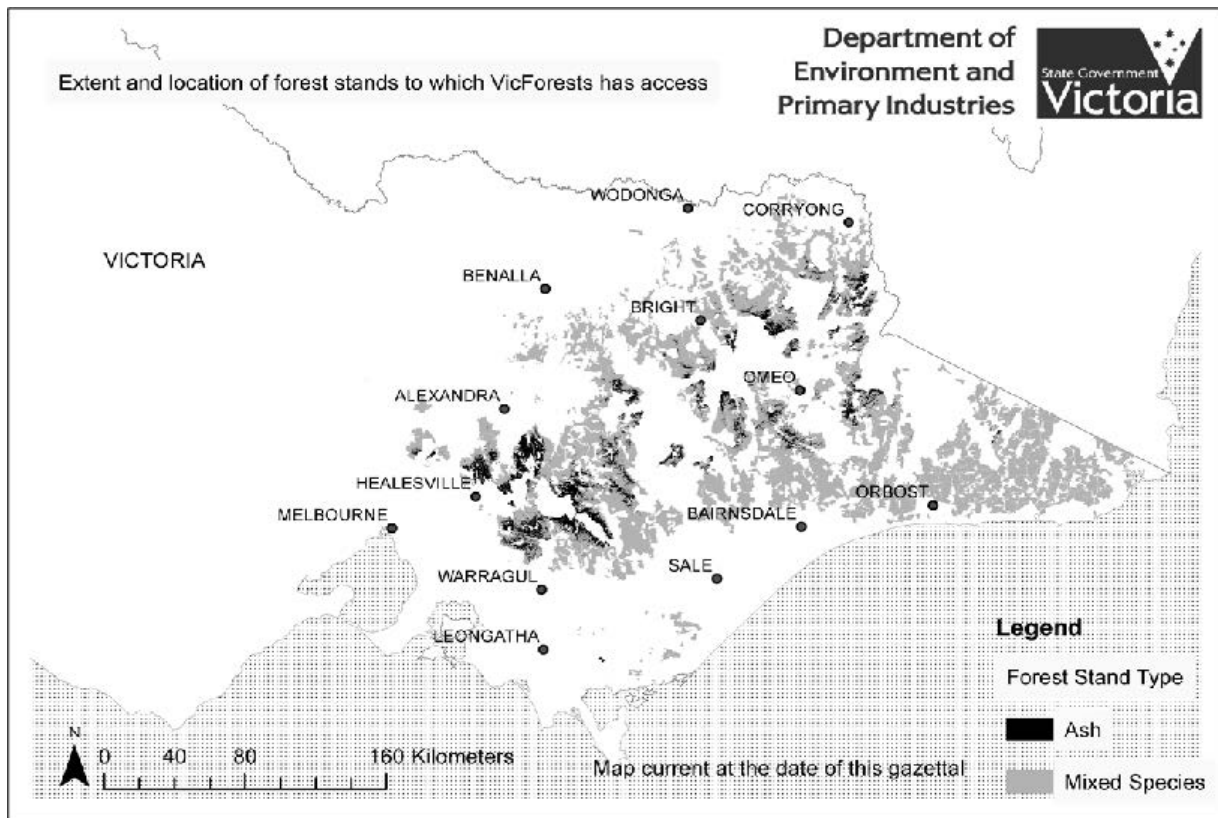 Department of
Environment and
Primary Industries
State Government
Victoria
Extent and location of forest stands to which VicForests has access
WODONGA
CORRYONG
VICTORIA
BENALLA
BRIGHT
OMEO
ALEXANDRA
HEALESVILLE
ORBOST
MELBOURNE
BAIRNSDALE
SALE
WARRAGUL
LEONGATHA
Legend
Forest Stand Type
Ash
Mixed Species
N
0 40 80 160 Kilometers
Map current at the date of this gazettal